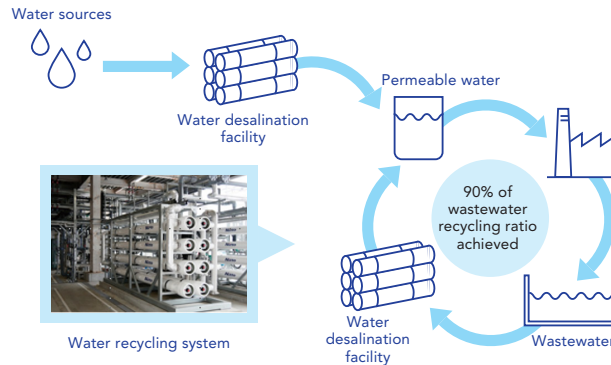 Water sources
Water desalination
facility
Permeable water
90% of
wastewater
recycling ratio
achieved
Water
desalination
facility
Wastewater
Water recycling system